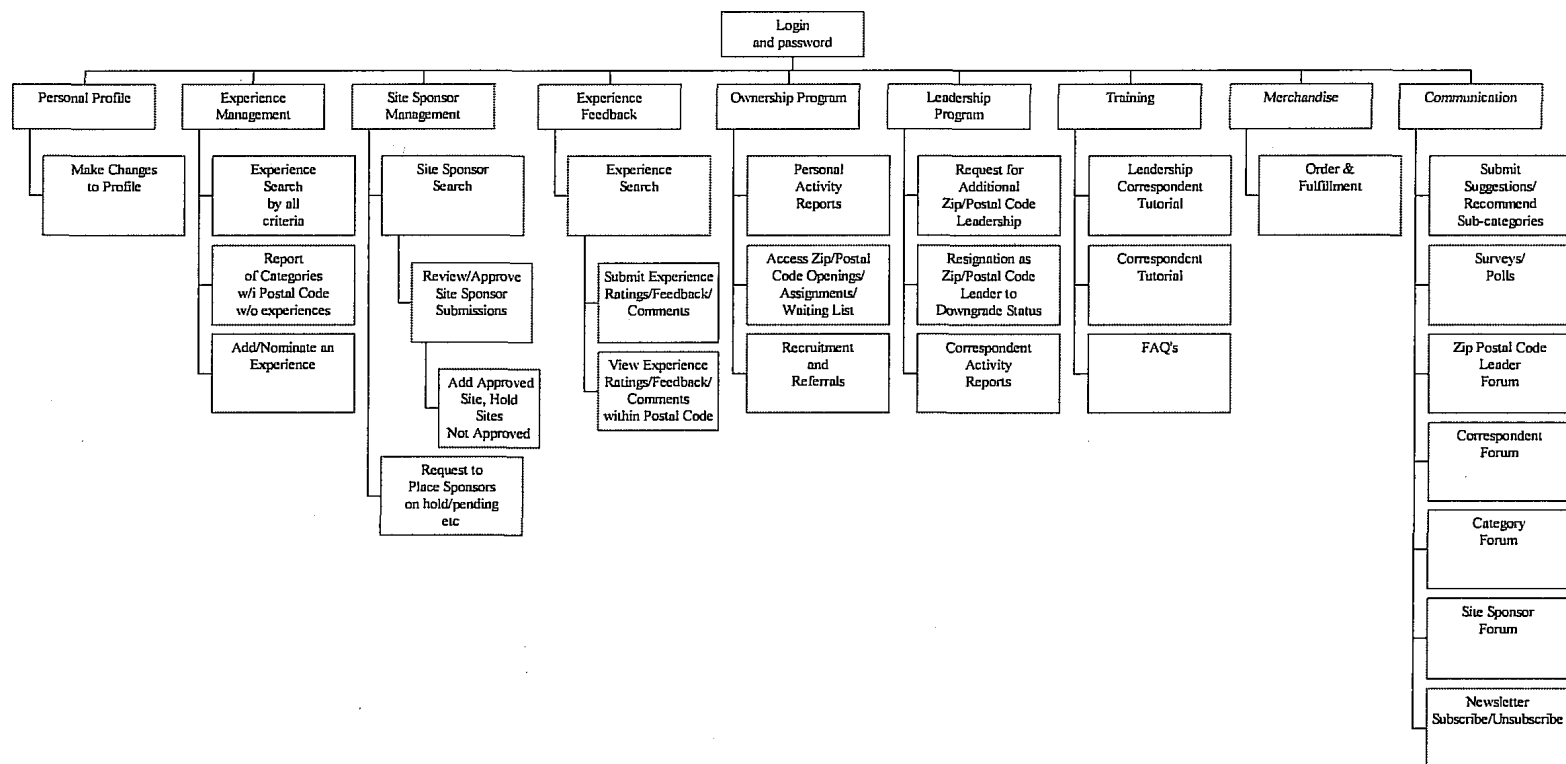 Login
and password
Personal Profile
Make Changes
to Profile
Experience
Management
Experience
Search
by all
criteria
Report
of Categories
w/i Postal Code
w/o experiences
Add/Nominate an
Experience
Site Sponsor
Management
Site Sponsor
Search
Review/Approve
Site Sponsor
Submissions
Add Approved
Site, Hold
Sites
Not Approved
Request to
Place Sponsors
on hold/pending
etc
Experience
Feedback
Experience
Search
Submit Experience
Ratings/Feedback/
Comments
View Experience
Ratings/Feedback/
Comments
within Postal Code
Ownership Program
Personal
Activity
Reports
Access Zip/Postal
Code Openings/
Assignments/
Waiting List
Recruitment
and
Referrals
Leadership
Program
Request for
Additional
Zip/Postal Code
Leadership
Resignation as
Zip/Postal Code
Leader to
Downgrade Status
Correspondent
Activity
Reports
Training
Leadership
Correspondent
Tutorial
Correspondent
Tutorial
FAQ's
Merchandise
Order &
Fulfillment
Communication
Submit
Suggestions/
Recommend
Sub-categories
Surveys/
Polls
Zip Postal Code
Leader
Forum
Correspondent
Forum
Category
Forum
Site Sponsor
Forum
Newsletter
Subscribe/Unsubscribe